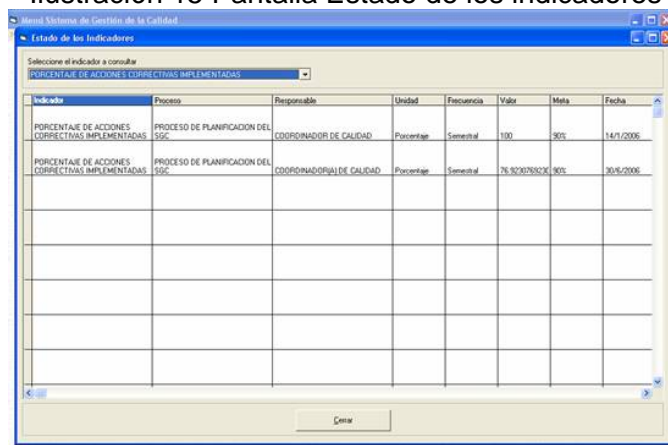 Ilustración 18 Pantalla Estado de los indicadores
Menú Sistema de Gestión de la Calidad
Estado de los Indicadores
Seleccione el indicador a consultar
PORCENTAJE DE ACCIONES CORRECTIVAS IMPLEMENTADAS
Indicador Proceso Responsable Unidad Frecuencia Valor Meta Fecha
PORCENTAJE DE ACCIONES PROCESO DE PLANIFICACION DEL
CORRECTIVAS IMPLEMENTADAS SGC COORDINADOR DE CALIDAD Porcentaje Semestral 100 90% 14/1/2006
PORCENTAJE DE ACCIONES PROCESO DE PLANIFICACION DEL
CORRECTIVAS IMPLEMENTADAS SGC COORDINADOR(A) DE CALIDAD Porcentaje Semestral 76.923076923 90% 30/6/2006
Cerrar